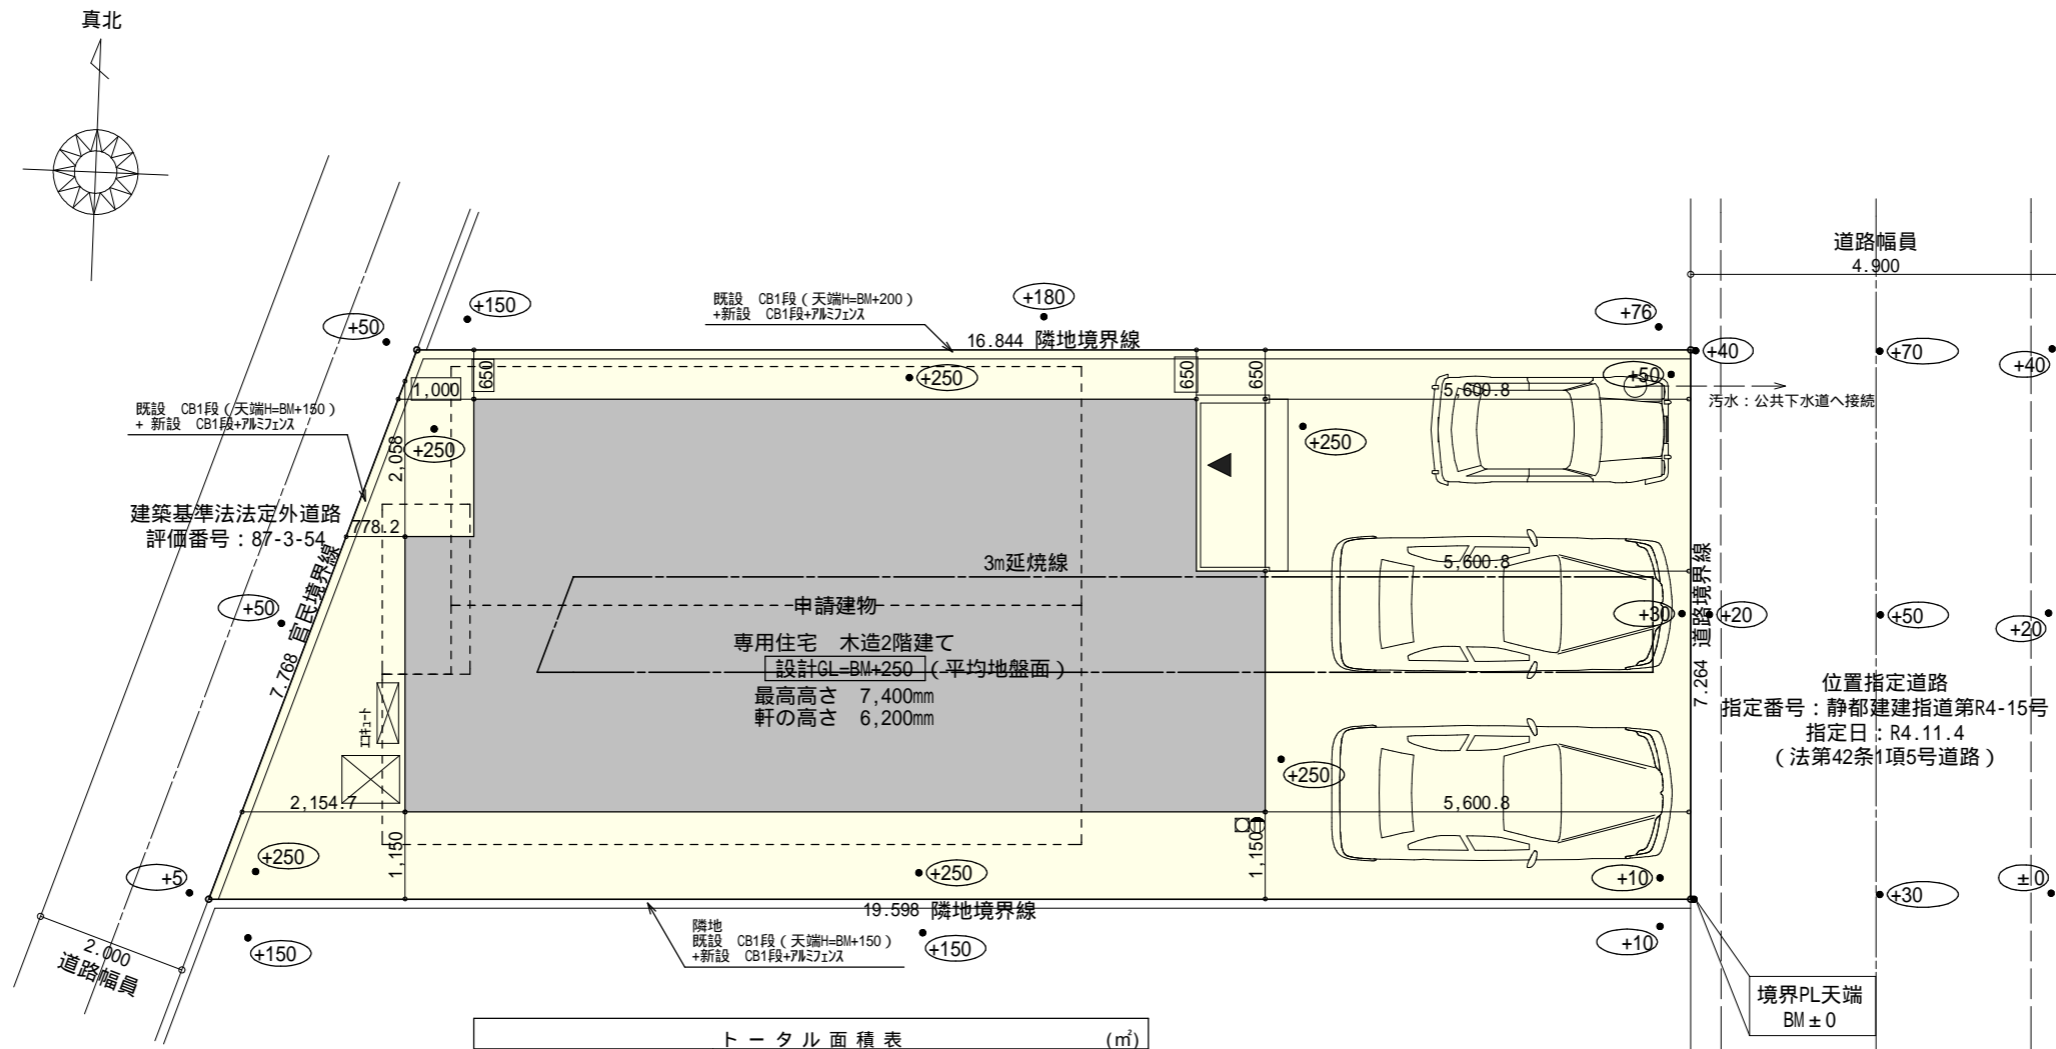 真北
道路幅員
4.900
+150
+180
+76
+50
既設 CB1段（天端H=BM+200）
+新設 CB1段+アルミフェンス
16.844 隣地境界線
+40
+70
+40
650
650
650
+250
+50
1,000
5,600.8
汚水：公共下水道へ接続
既設 CB1段（天端H=BM+150）
+ 新設 CB1段+アルミフェンス
2,058
+250
+250
建築基準法法定外道路
評価番号：87-3-54
778.2
3m延焼線
5,600.8
申請建物
+50
官民境界線
7.768
+30
+20
+50
+20
道路境界線
7.264
専用住宅 木造2階建て
設計GL=BM+250（平均地盤面）
最高高さ 7,400mm
軒の高さ 6,200mm
エコキュート
位置指定道路
指定番号：静都建建指道第R4-15号
指定日：R4.11.4
（法第42条1項5号道路）
+250
2,154.7
5,600.8
1,150
1,150
+250
+5
+250
+10
+30
±0
19.598 隣地境界線
隣地
既設 CB1段（天端H=BM+150）
+新設 CB1段+アルミフェンス
+150
+150
+10
2.000
道路幅員
境界PL天端
BM±0
トータル面積表 (㎡)